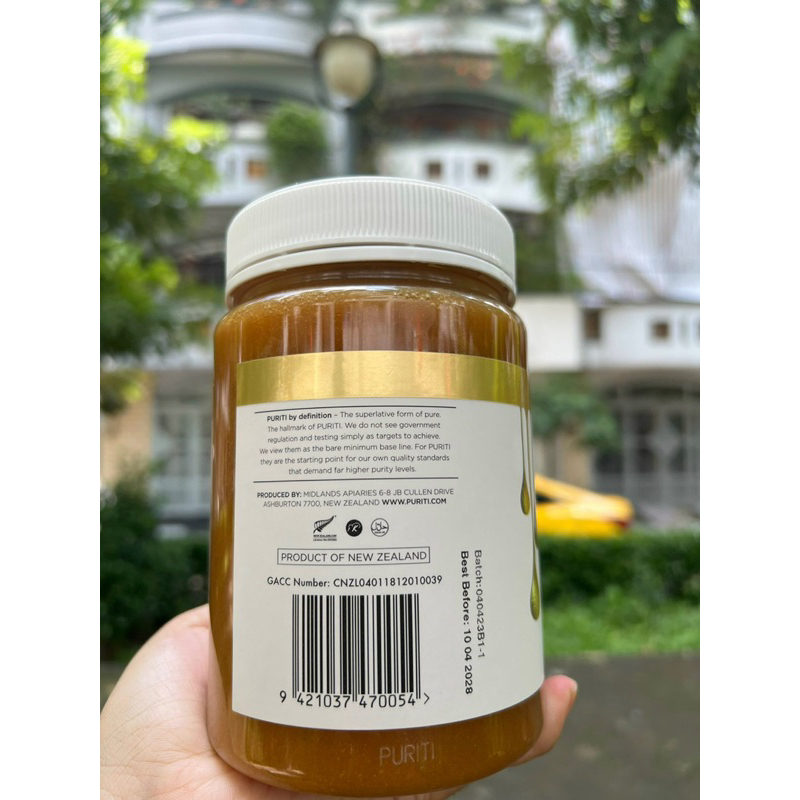 PURITI by definition – The superlative form of pure.
The hallmark of PURITI. We do not see government
regulation and testing simply as targets to achieve.
We view them as the bare minimum base line. For PURITI
they are the starting point for our own quality standards
that demand far higher purity levels.
PRODUCED BY: MIDLANDS APIARIES 6-8 JB CULLEN DRIVE
ASHBURTON 7700, NEW ZEALAND WWW.PURITI.COM
PRODUCT OF NEW ZEALAND
GACC Number: CNZL04011812010039
9 421037 470054 >
Batch:040423B1-1
Best Before: 10 04 2028
PURITI